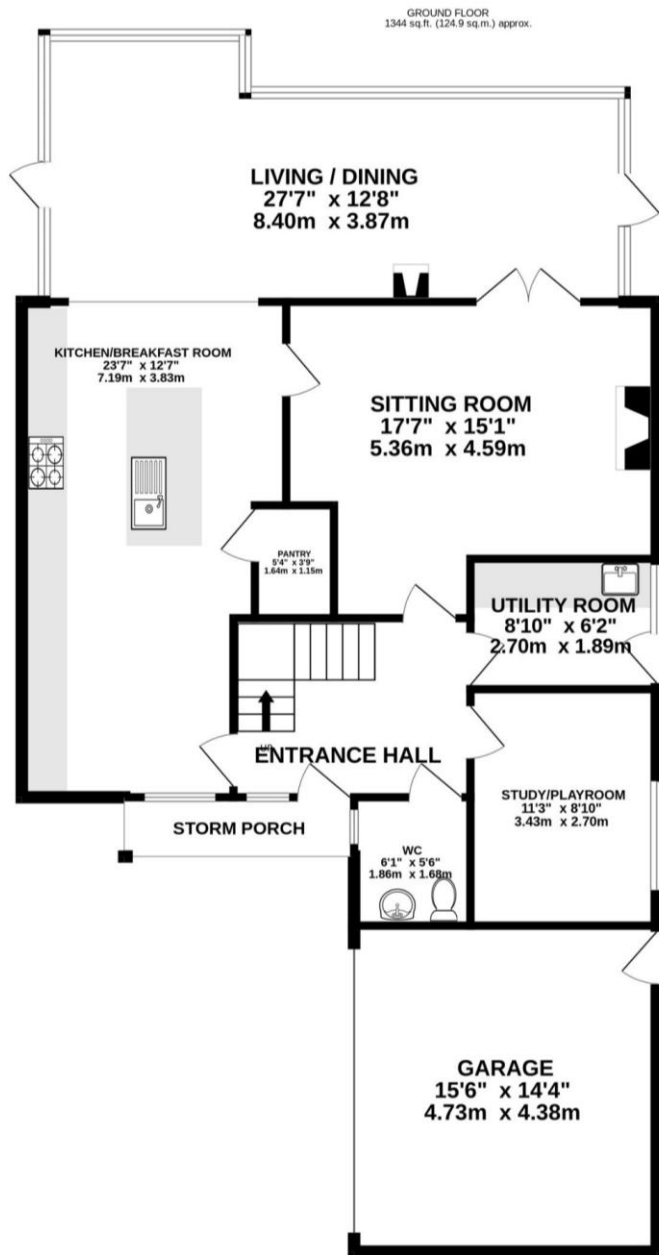 GROUND FLOOR
1344 sq.ft. (124.9 sq.m.) approx.
LIVING / DINING
27'7" x 12'8"
8.40m x 3.87m
KITCHEN/BREAKFAST ROOM
23'7" x 12'7"
7.19m x 3.83m
SITTING ROOM
17'7" x 15'1"
5.36m x 4.59m
PANTRY
5'4" x 3'9"
1.64m x 1.15m
UTILITY ROOM
8'10" x 6'2"
2.70m x 1.89m
UP
ENTRANCE HALL
STUDY/PLAYROOM
11'3" x 8'10"
3.43m x 2.70m
STORM PORCH
WC
6'1" x 5'6"
1.86m x 1.68m
GARAGE
15'6" x 14'4"
4.73m x 4.38m